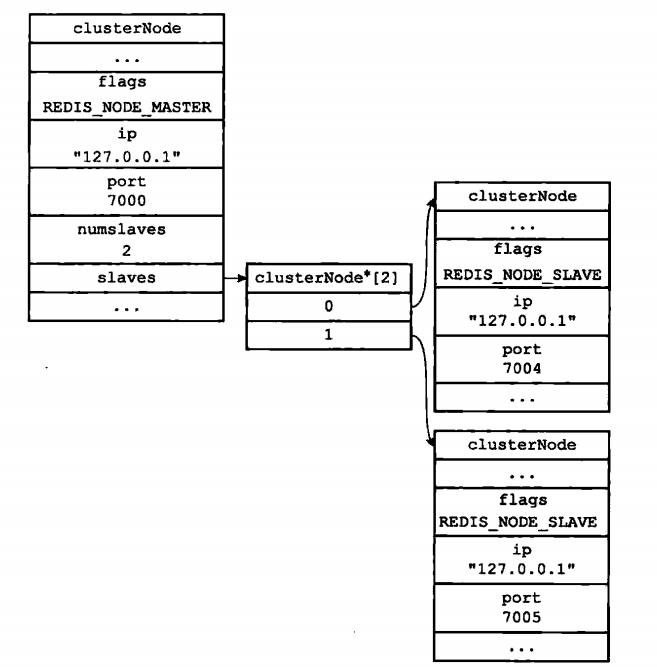 clusterNode
...
flags
REDIS_NODE_MASTER
ip
"127.0.0.1"
port
7000
numslaves
2
slaves
...
clusterNode*[2]
0
1
clusterNode
...
flags
REDIS_NODE_SLAVE
ip
"127.0.0.1"
port
7004
...
clusterNode
...
flags
REDIS_NODE_SLAVE
ip
"127.0.0.1"
port
7005
...